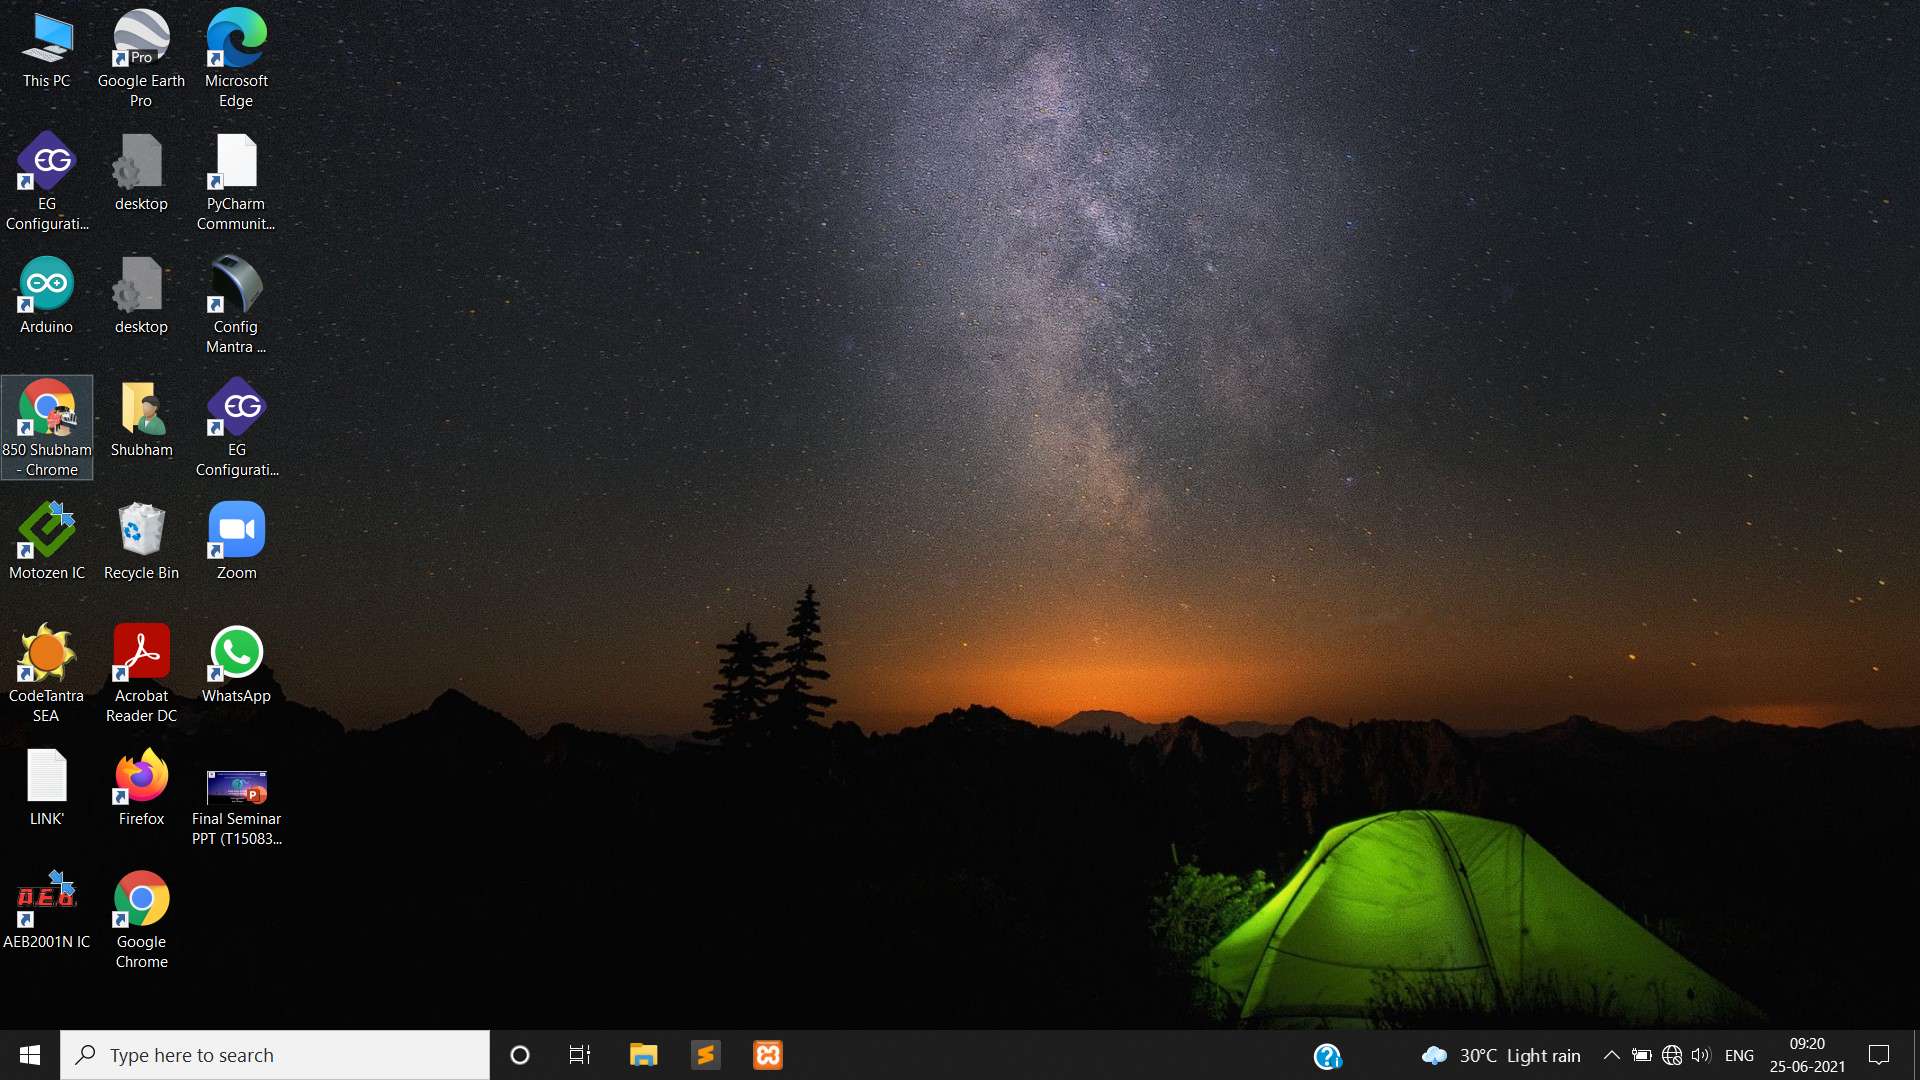 This PC
Pro
Google Earth
Pro
Microsoft
Edge
EG
EG
Configurati...
desktop
PyCharm
Communit...
Arduino
desktop
Config
Mantra ...
850 Shubham
- Chrome
Shubham
EG
EG
Configurati...
Motozen IC
Recycle Bin
Zoom
CodeTantra
SEA
Acrobat
Reader DC
WhatsApp
LINK'
Firefox
P
Final Seminar
PPT (T15083...
A.E.B.
AEB2001N IC
Google
Chrome
Type here to search
30°C Light rain
ENG
09:20
25-06-2021